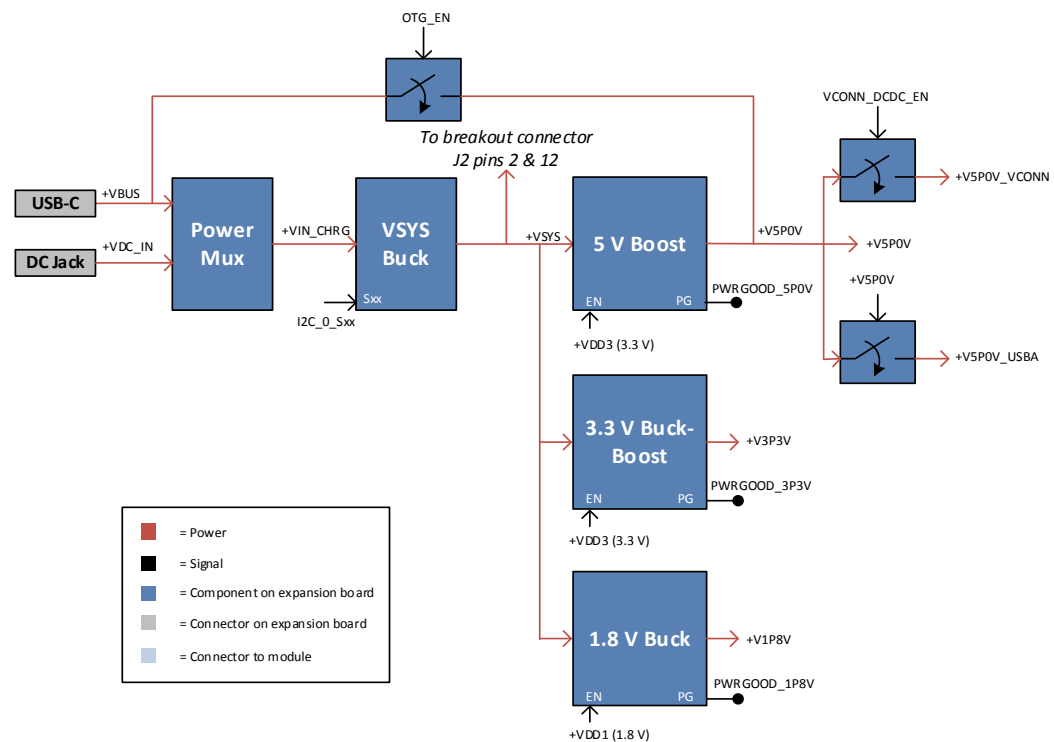 OTG_EN
VCONN_DCDC_EN
To breakout connector
J2 pins 2 & 12
USB-C
+VBUS
DC Jack
+VDC_IN
Power
Mux
+VIN_CHRG
VSYS
Buck
Sxx
I2C_0_Sxx
+VSYS
5 V Boost
EN
PG
+VDD3 (3.3 V)
+V5P0V
PWRGOOD_5P0V
+V5P0V_VCONN
+V5P0V
+V5P0V
+V5P0V_USBA
3.3 V Buck-
Boost
EN
PG
+VDD3 (3.3 V)
+V3P3V
PWRGOOD_3P3V
1.8 V Buck
EN
PG
+VDD1 (1.8 V)
+V1P8V
PWRGOOD_1P8V
= Power
= Signal
= Component on expansion board
= Connector on expansion board
= Connector to module